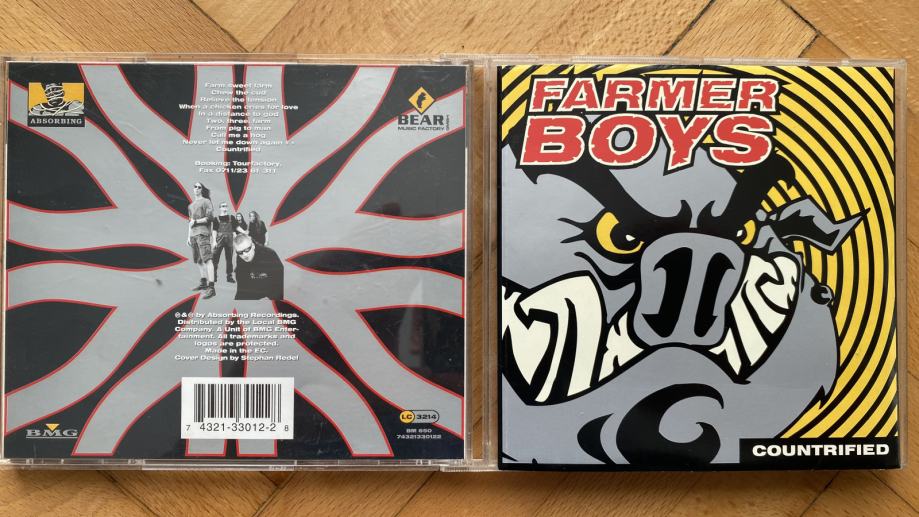 ABSORBING
Farm sweet farm
Chew the cud
Relieve the tension
When a chicken cries for love
In a distance to god
Two, three, farm
From pig to man
Call me a hog
Never let me down again
Countrified
Booking: Tourfactory.
Fax 0711/23 61 311
BEAR
MUSIC FACTORY
℗&© by Absorbing Recordings.
Distributed by the Local BMG
Company. A Unit of BMG Enter-
tainment. All trademarks and
logos are protected.
Made in the E.C.
Cover Design by Stephan Redel
BMG
7 4321-33012-2 8
LC 3214
BM 650
74321330122
FARMER
BOYS
COUNTRIFIED